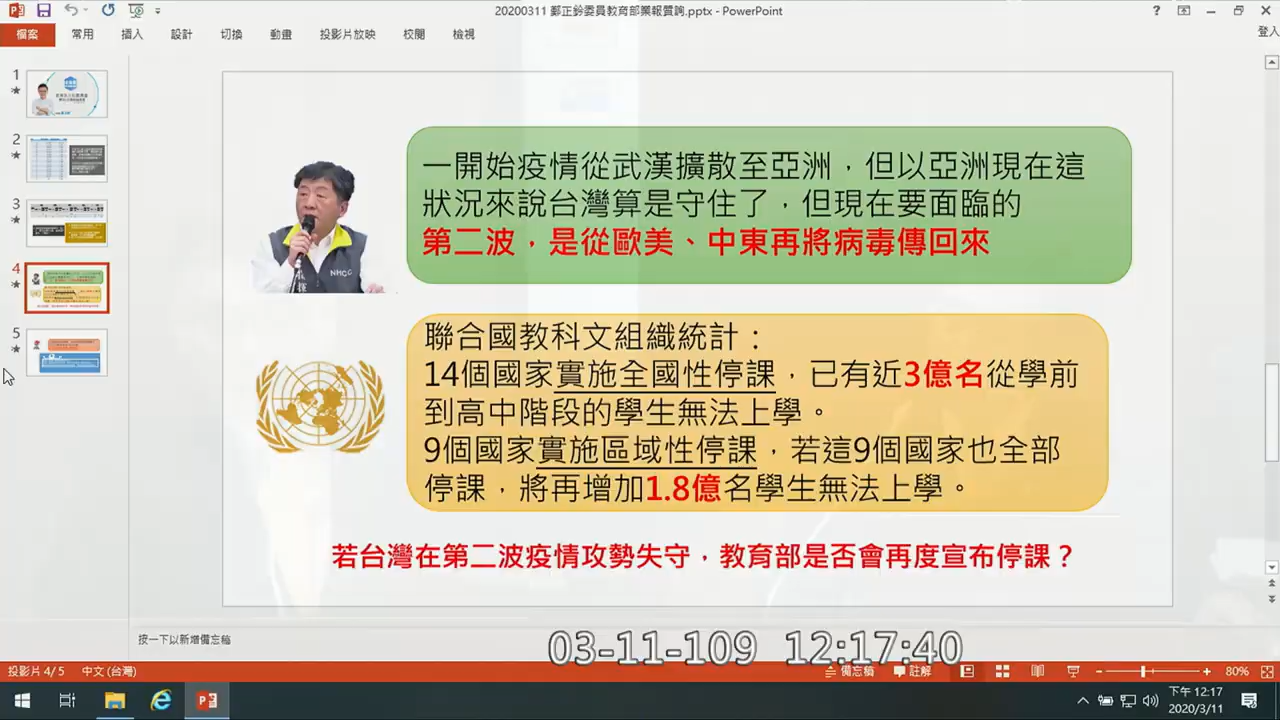 20200311 鄭正鈐委員教育部業報質詢.pptx - PowerPoint
登入
檔案 常用 插入 設計 切換 動畫 投影片放映 校閱 檢視
1
2
3
4
5
一開始疫情從武漢擴散至亞洲，但以亞洲現在這
狀況來說台灣算是守住了，但現在要面臨的
第二波，是從歐美、中東再將病毒傳回來
NHCC
聯合國教科文組織統計：
14個國家實施全國性停課，已有近3億名從學前
到高中階段的學生無法上學。
9個國家實施區域性停課，若這9個國家也全部
停課，將再增加1.8億名學生無法上學。
若台灣在第二波疫情攻勢失守，教育部是否會再度宣布停課？
按一下以新增備忘稿
03-11-109 12:17:40
投影片 4/5 中文 (台灣) 備忘稿 註解 80%
下午 12:17
2020/3/11